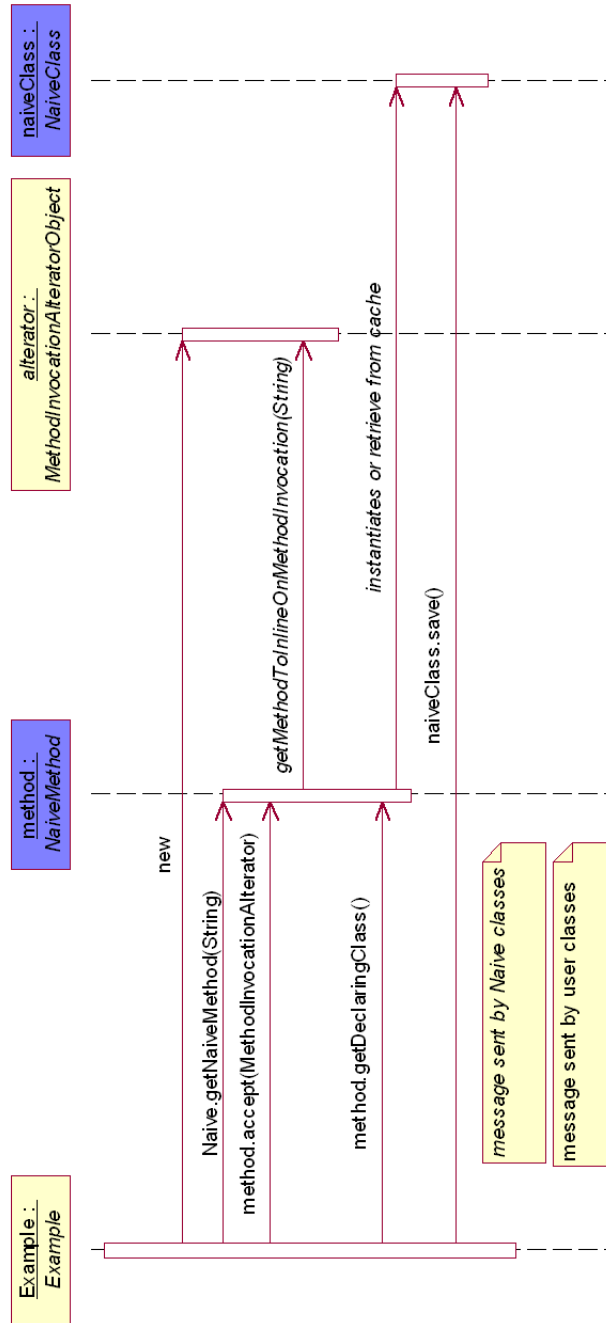 Example :
Example
method :
NaiveMethod
alterator :
MethodInvocationAlteratorObject
naiveClass :
NaiveClass
new
Naive.getNaiveMethod(String)
method.accept(MethodInvocationAlterator)
getMethodToInlineOnMethodInvocation(String)
method.getDeclaringClass()
instantiates or retrieve from cache
naiveClass.save()
message sent by Naive classes
message sent by user classes